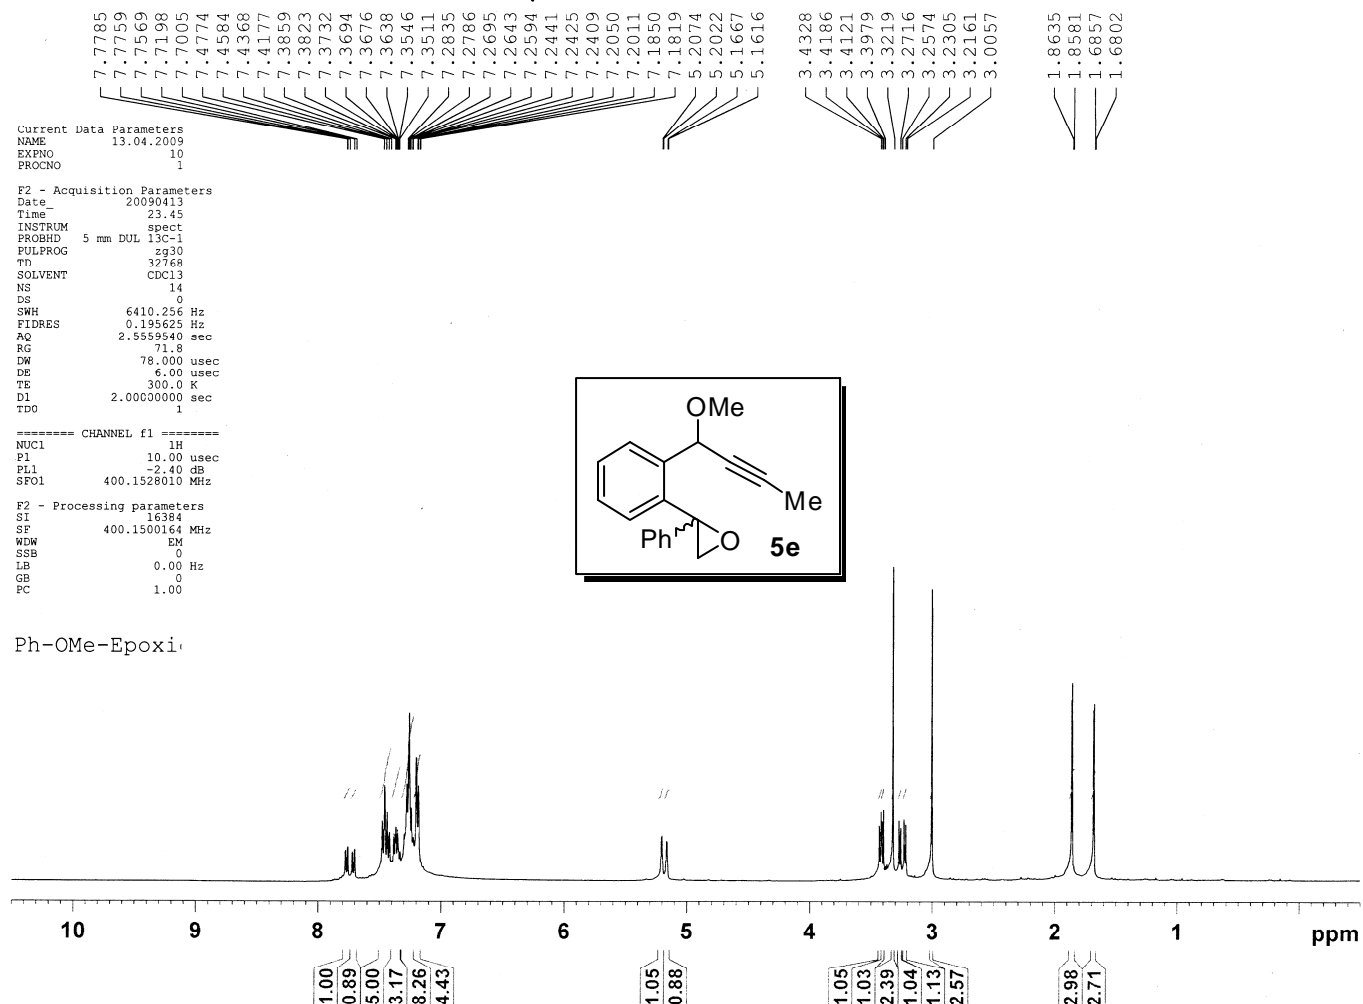 7.7785
7.7759
7.7569
7.7198
7.7005
7.4774
7.4584
7.4368
7.4177
7.3859
7.3823
7.3732
7.3694
7.3676
7.3638
7.3546
7.3511
7.2835
7.2786
7.2695
7.2643
7.2594
7.2441
7.2425
7.2409
7.2050
7.2011
7.1850
7.1819
5.2074
5.2022
5.1667
5.1616
3.4328
3.4186
3.4121
3.3979
3.3219
3.2716
3.2574
3.2305
3.2161
3.0057
1.8635
1.8581
1.6857
1.6802
Current Data Parameters
NAME 13.04.2009
EXPNO 10
PROCNO 1
F2 - Acquisition Parameters
Date_ 20090413
Time 23.45
INSTRUM spect
PROBHD 5 mm DUL 13C-1
PULPROG zg30
TD 32768
SOLVENT CDCl3
NS 14
DS 0
SWH 6410.256 Hz
FIDRES 0.195625 Hz
AQ 2.5559540 sec
RG 71.8
DW 78.000 usec
DE 6.00 usec
TE 300.0 K
D1 2.00000000 sec
TD0 1
======== CHANNEL f1 ========
NUC1 1H
P1 10.00 usec
PL1 -2.40 dB
SFO1 400.1528010 MHz
F2 - Processing parameters
SI 16384
SF 400.1500164 MHz
WDW EM
SSB 0
LB 0.00 Hz
GB 0
PC 1.00
OMe
Me
Ph
O
5e
Ph-OMe-Epoxi
10 9 8 7 6 5 4 3 2 1 ppm
1.00
0.89
5.00
3.17
8.26
4.43
1.05
0.88
1.05
1.03
2.39
1.04
1.13
2.57
2.98
2.71